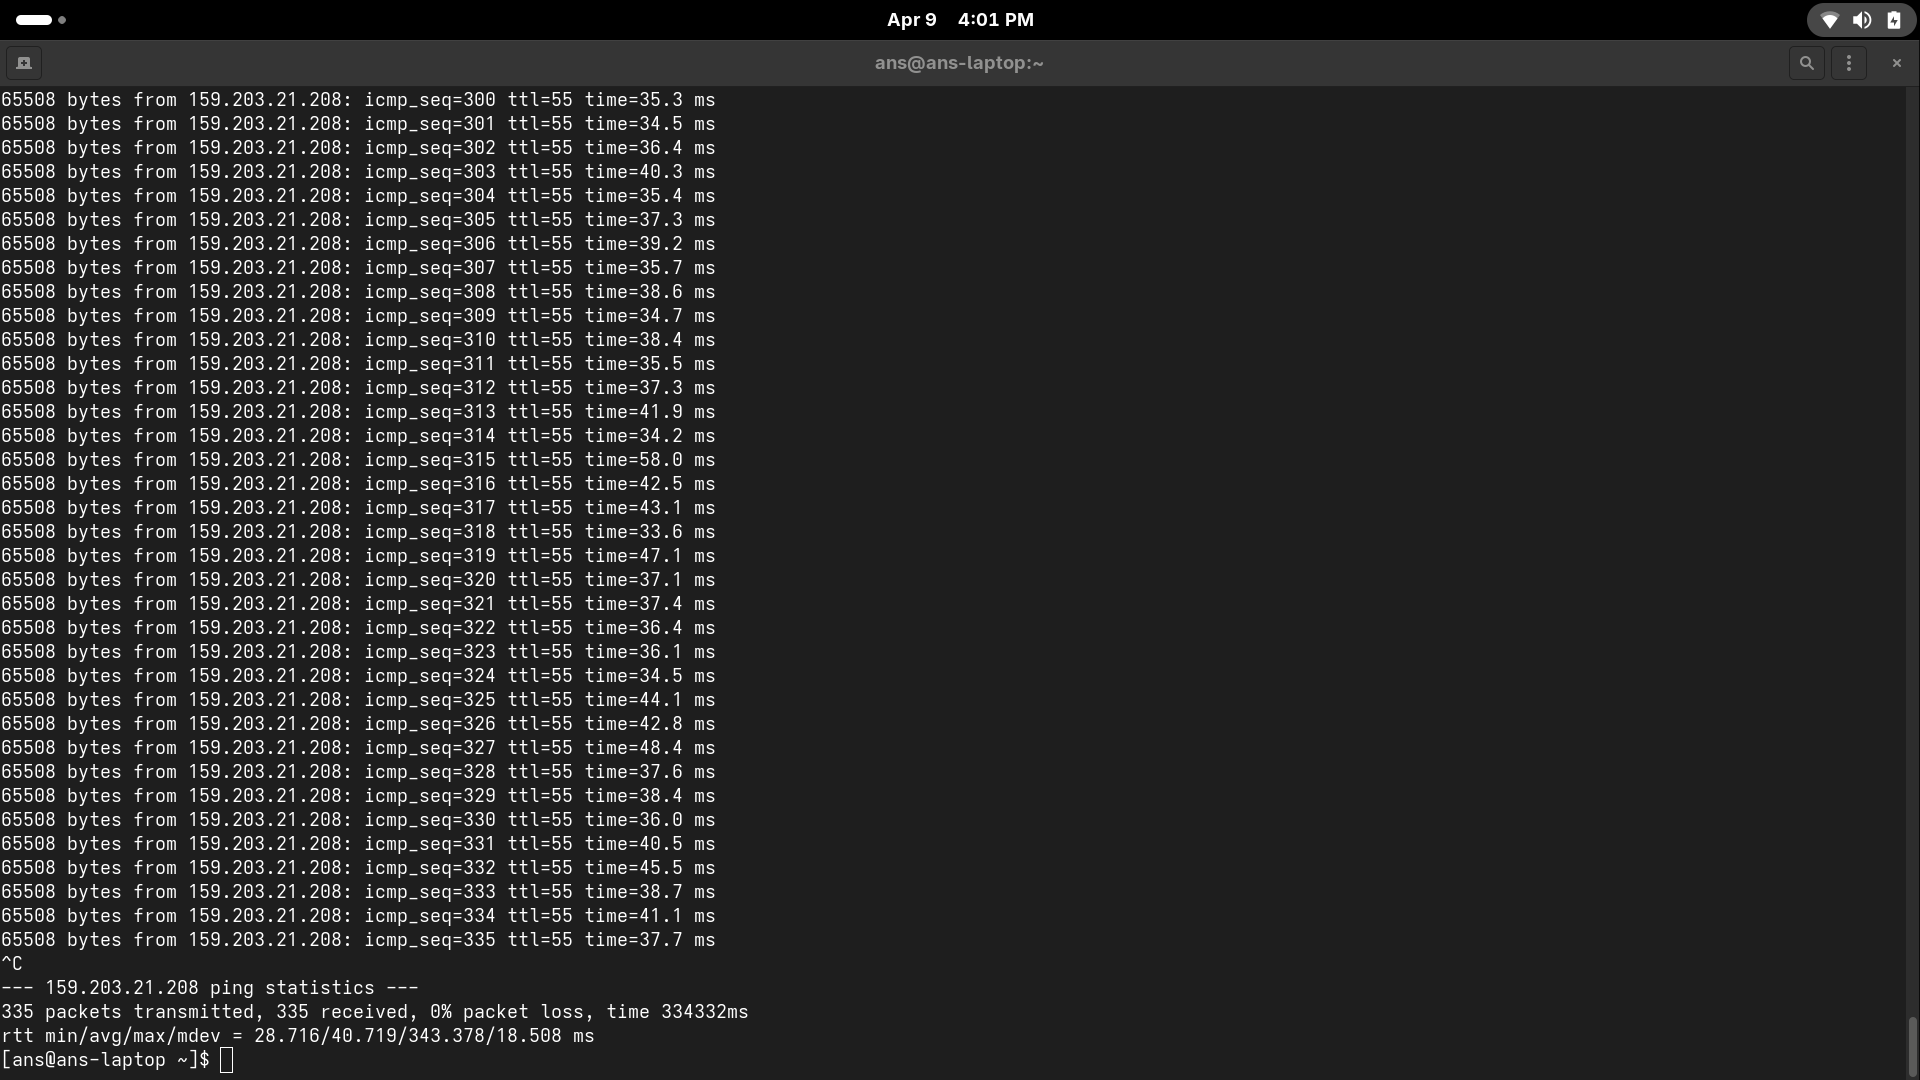 Apr 9 4:01 PM
ans@ans-laptop:~
65508 bytes from 159.203.21.208: icmp_seq=300 ttl=55 time=35.3 ms
65508 bytes from 159.203.21.208: icmp_seq=301 ttl=55 time=34.5 ms
65508 bytes from 159.203.21.208: icmp_seq=302 ttl=55 time=36.4 ms
65508 bytes from 159.203.21.208: icmp_seq=303 ttl=55 time=40.3 ms
65508 bytes from 159.203.21.208: icmp_seq=304 ttl=55 time=35.4 ms
65508 bytes from 159.203.21.208: icmp_seq=305 ttl=55 time=37.3 ms
65508 bytes from 159.203.21.208: icmp_seq=306 ttl=55 time=39.2 ms
65508 bytes from 159.203.21.208: icmp_seq=307 ttl=55 time=35.7 ms
65508 bytes from 159.203.21.208: icmp_seq=308 ttl=55 time=38.6 ms
65508 bytes from 159.203.21.208: icmp_seq=309 ttl=55 time=34.7 ms
65508 bytes from 159.203.21.208: icmp_seq=310 ttl=55 time=38.4 ms
65508 bytes from 159.203.21.208: icmp_seq=311 ttl=55 time=35.5 ms
65508 bytes from 159.203.21.208: icmp_seq=312 ttl=55 time=37.3 ms
65508 bytes from 159.203.21.208: icmp_seq=313 ttl=55 time=41.9 ms
65508 bytes from 159.203.21.208: icmp_seq=314 ttl=55 time=34.2 ms
65508 bytes from 159.203.21.208: icmp_seq=315 ttl=55 time=58.0 ms
65508 bytes from 159.203.21.208: icmp_seq=316 ttl=55 time=42.5 ms
65508 bytes from 159.203.21.208: icmp_seq=317 ttl=55 time=43.1 ms
65508 bytes from 159.203.21.208: icmp_seq=318 ttl=55 time=33.6 ms
65508 bytes from 159.203.21.208: icmp_seq=319 ttl=55 time=47.1 ms
65508 bytes from 159.203.21.208: icmp_seq=320 ttl=55 time=37.1 ms
65508 bytes from 159.203.21.208: icmp_seq=321 ttl=55 time=37.4 ms
65508 bytes from 159.203.21.208: icmp_seq=322 ttl=55 time=36.4 ms
65508 bytes from 159.203.21.208: icmp_seq=323 ttl=55 time=36.1 ms
65508 bytes from 159.203.21.208: icmp_seq=324 ttl=55 time=34.5 ms
65508 bytes from 159.203.21.208: icmp_seq=325 ttl=55 time=44.1 ms
65508 bytes from 159.203.21.208: icmp_seq=326 ttl=55 time=42.8 ms
65508 bytes from 159.203.21.208: icmp_seq=327 ttl=55 time=48.4 ms
65508 bytes from 159.203.21.208: icmp_seq=328 ttl=55 time=37.6 ms
65508 bytes from 159.203.21.208: icmp_seq=329 ttl=55 time=38.4 ms
65508 bytes from 159.203.21.208: icmp_seq=330 ttl=55 time=36.0 ms
65508 bytes from 159.203.21.208: icmp_seq=331 ttl=55 time=40.5 ms
65508 bytes from 159.203.21.208: icmp_seq=332 ttl=55 time=45.5 ms
65508 bytes from 159.203.21.208: icmp_seq=333 ttl=55 time=38.7 ms
65508 bytes from 159.203.21.208: icmp_seq=334 ttl=55 time=41.1 ms
65508 bytes from 159.203.21.208: icmp_seq=335 ttl=55 time=37.7 ms
^C
--- 159.203.21.208 ping statistics ---
335 packets transmitted, 335 received, 0% packet loss, time 334332ms
rtt min/avg/max/mdev = 28.716/40.719/343.378/18.508 ms
[ans@ans-laptop ~]$